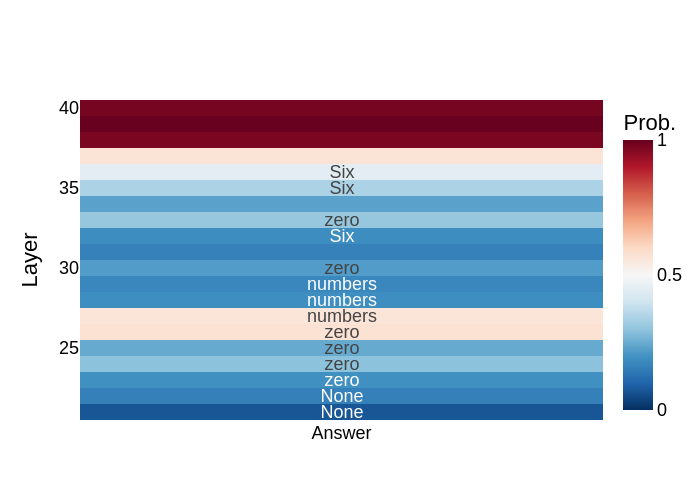 Prob.
40
1
Six
35
Six
zero
Six
Layer
0.5
30
zero
numbers
numbers
numbers
zero
25
zero
zero
zero
None
None
0
Answer